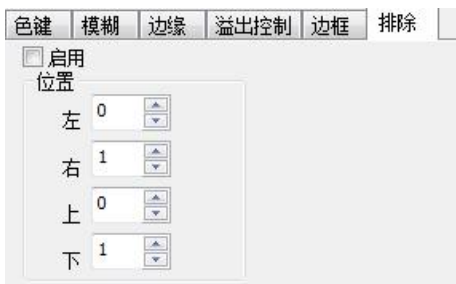 色键 模糊 边缘 溢出控制 边框 排除
启用
位置
左 0
右 1
上 0
下 1